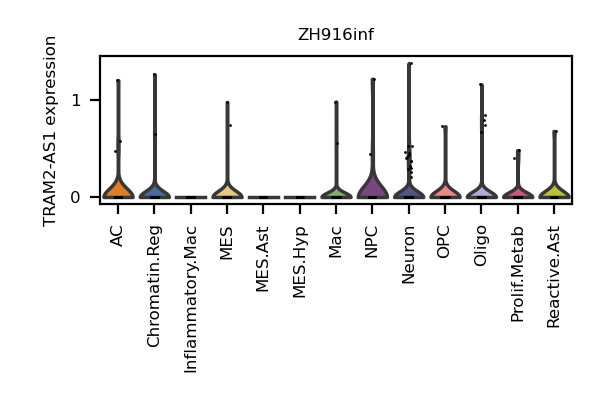 ZH916inf
TRAM2-AS1 expression
1
0
AC
Chromatin.Reg
Inflammatory.Mac
MES
MES.Ast
MES.Hyp
Mac
NPC
Neuron
OPC
Oligo
Prolif.Metab
Reactive.Ast